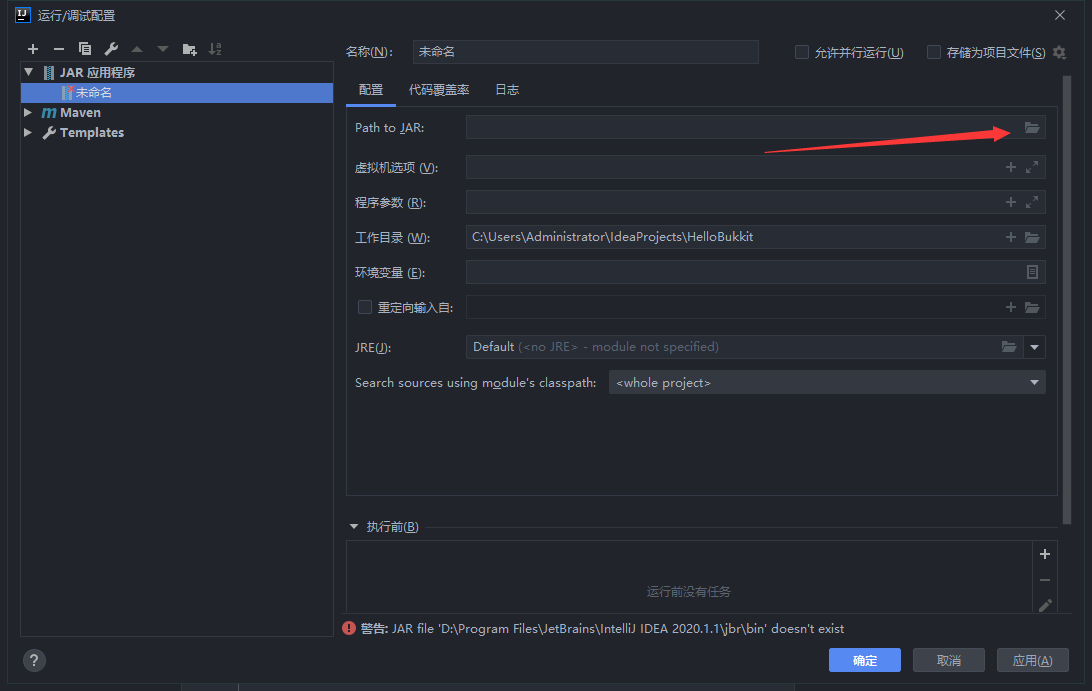 运行/调试配置
名称(N):
未命名
允许并行运行(U)
存储为项目文件(S)
JAR 应用程序
未命名
Maven
Templates
配置
代码覆盖率
日志
Path to JAR:
虚拟机选项 (V):
程序参数 (R):
工作目录 (W):
C:\Users\Administrator\IdeaProjects\HelloBukkit
环境变量 (E):
重定向输入自:
JRE(J):
Default (<no JRE> - module not specified)
Search sources using module's classpath:
<whole project>
执行前(B)
运行前没有任务
警告: JAR file 'D:\Program Files\JetBrains\IntelliJ IDEA 2020.1.1\jbr\bin' doesn't exist
?
确定
取消
应用(A)